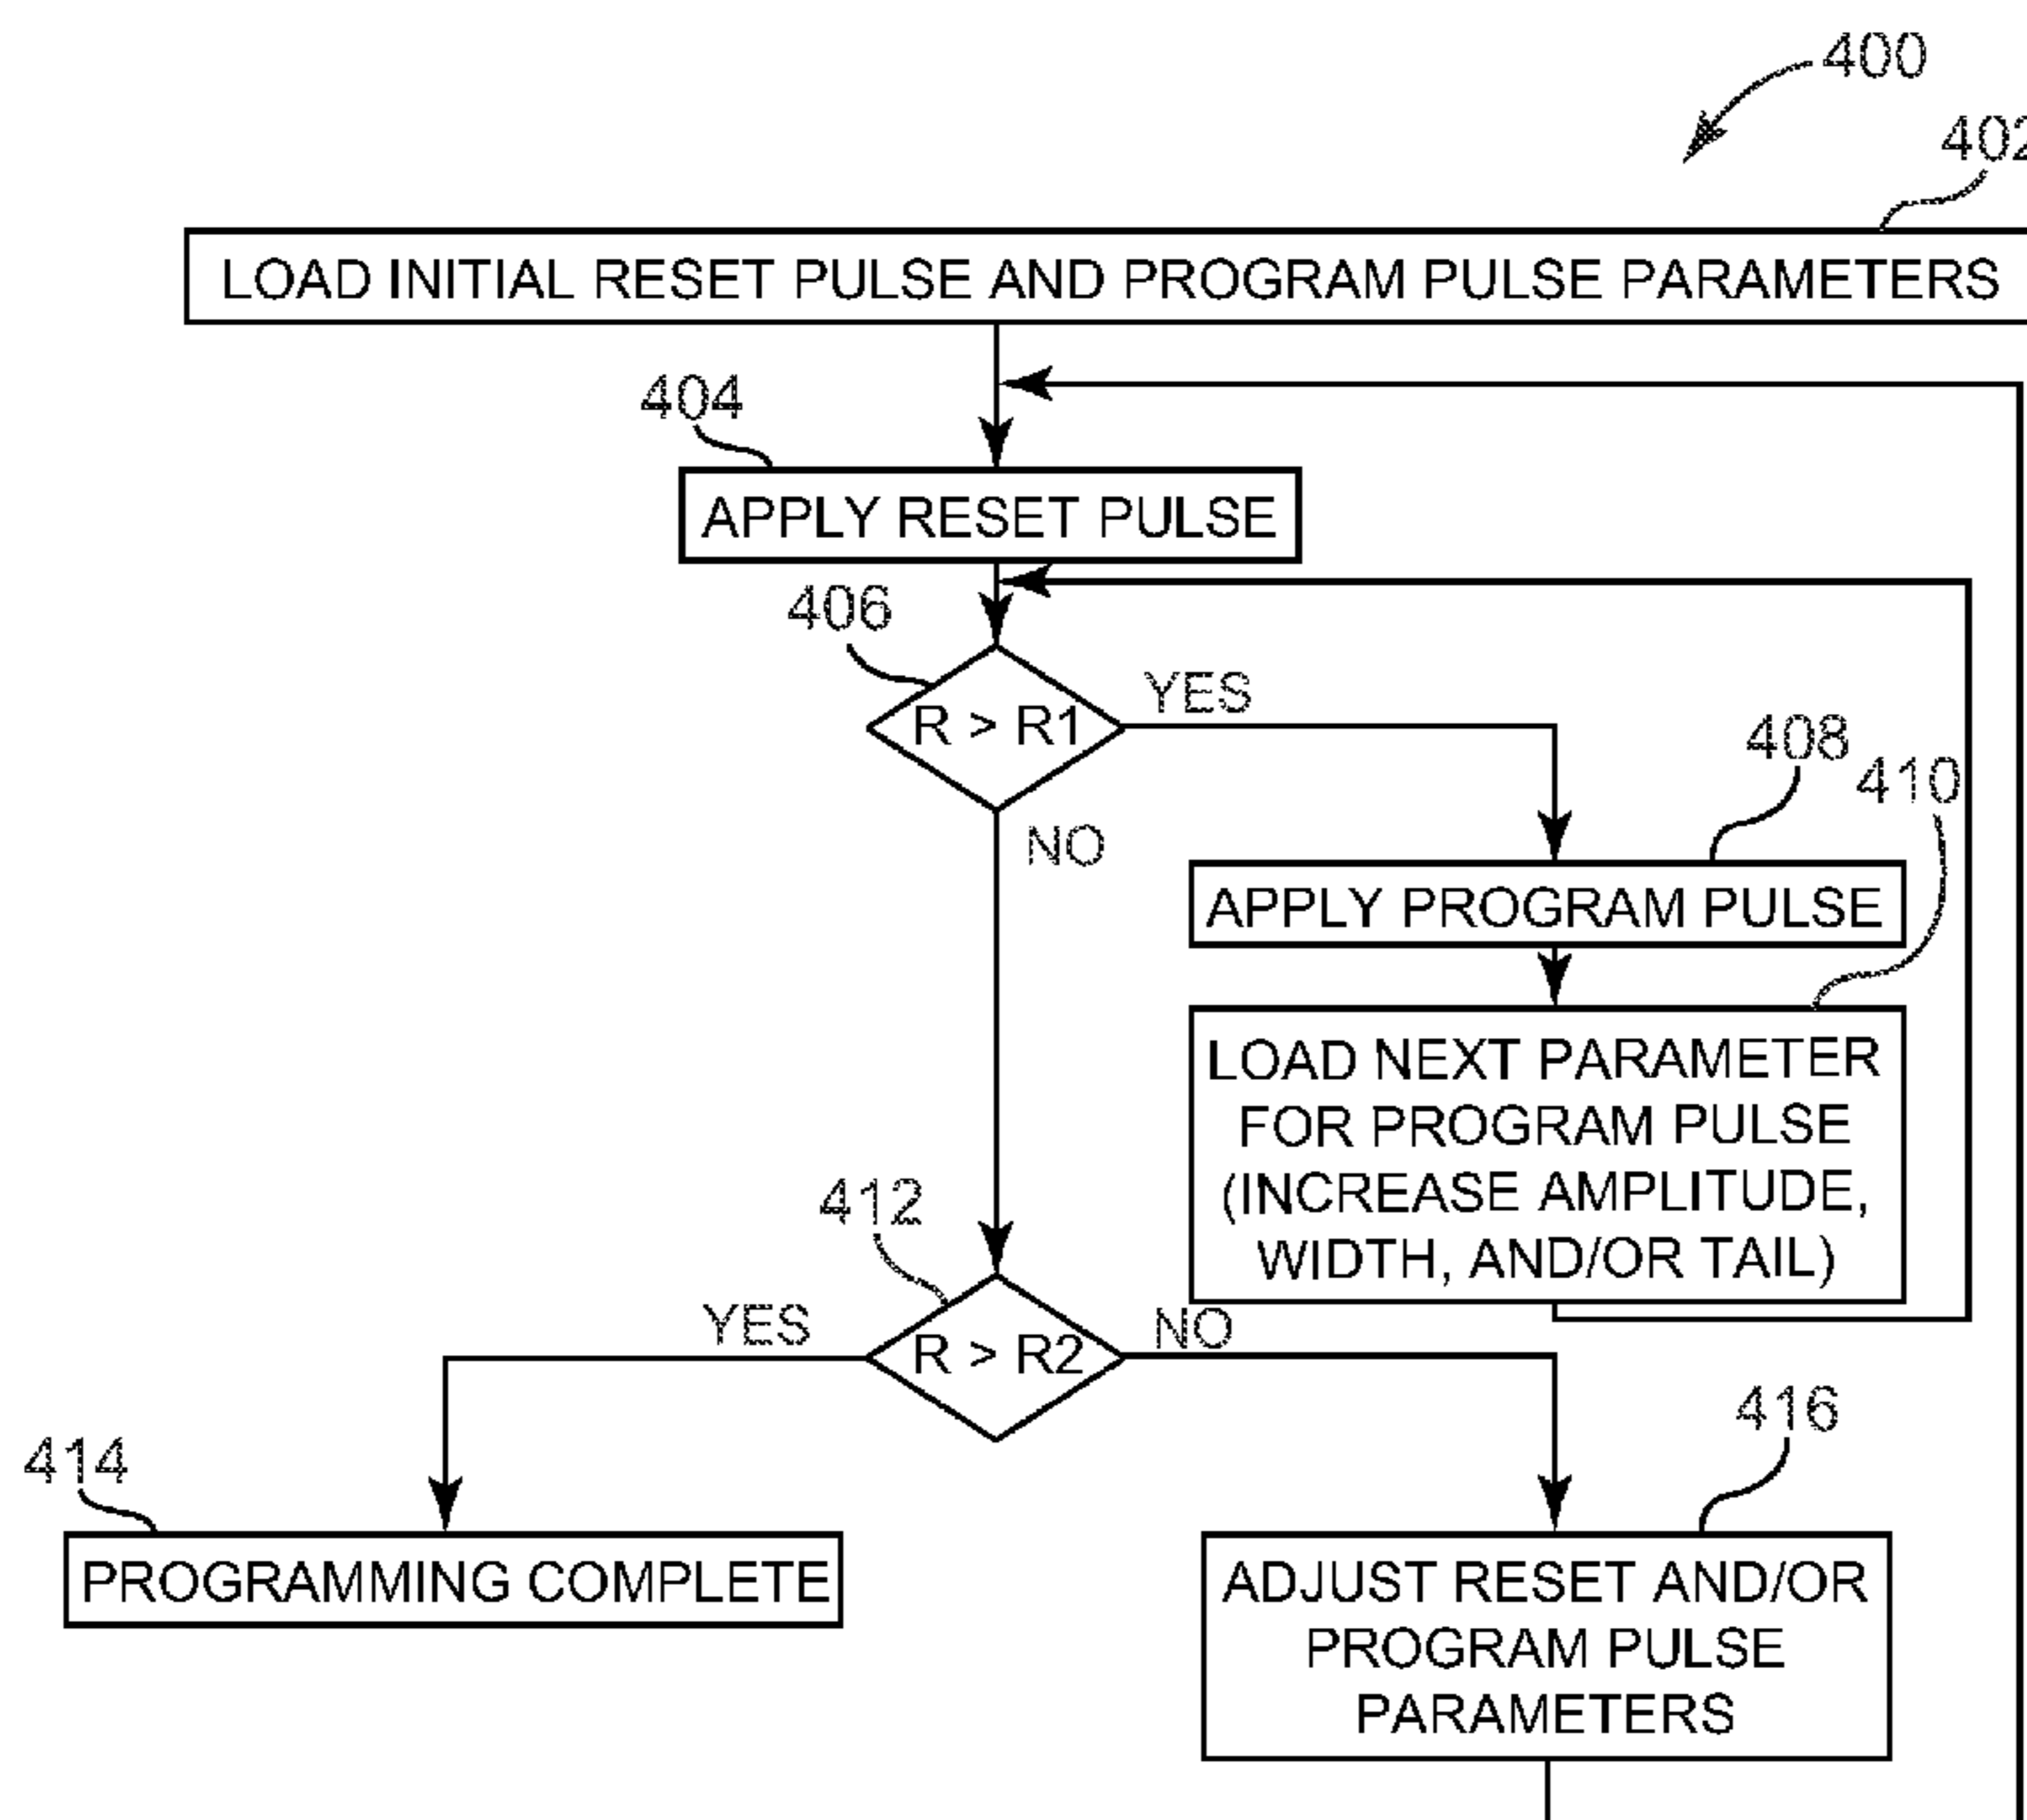 400
402
LOAD INITIAL RESET PULSE AND PROGRAM PULSE PARAMETERS
404
APPLY RESET PULSE
406
R > R1
YES
NO
408
410
APPLY PROGRAM PULSE
LOAD NEXT PARAMETER
FOR PROGRAM PULSE
(INCREASE AMPLITUDE,
WIDTH, AND/OR TAIL)
412
R > R2
YES
NO
414
PROGRAMMING COMPLETE
416
ADJUST RESET AND/OR
PROGRAM PULSE
PARAMETERS